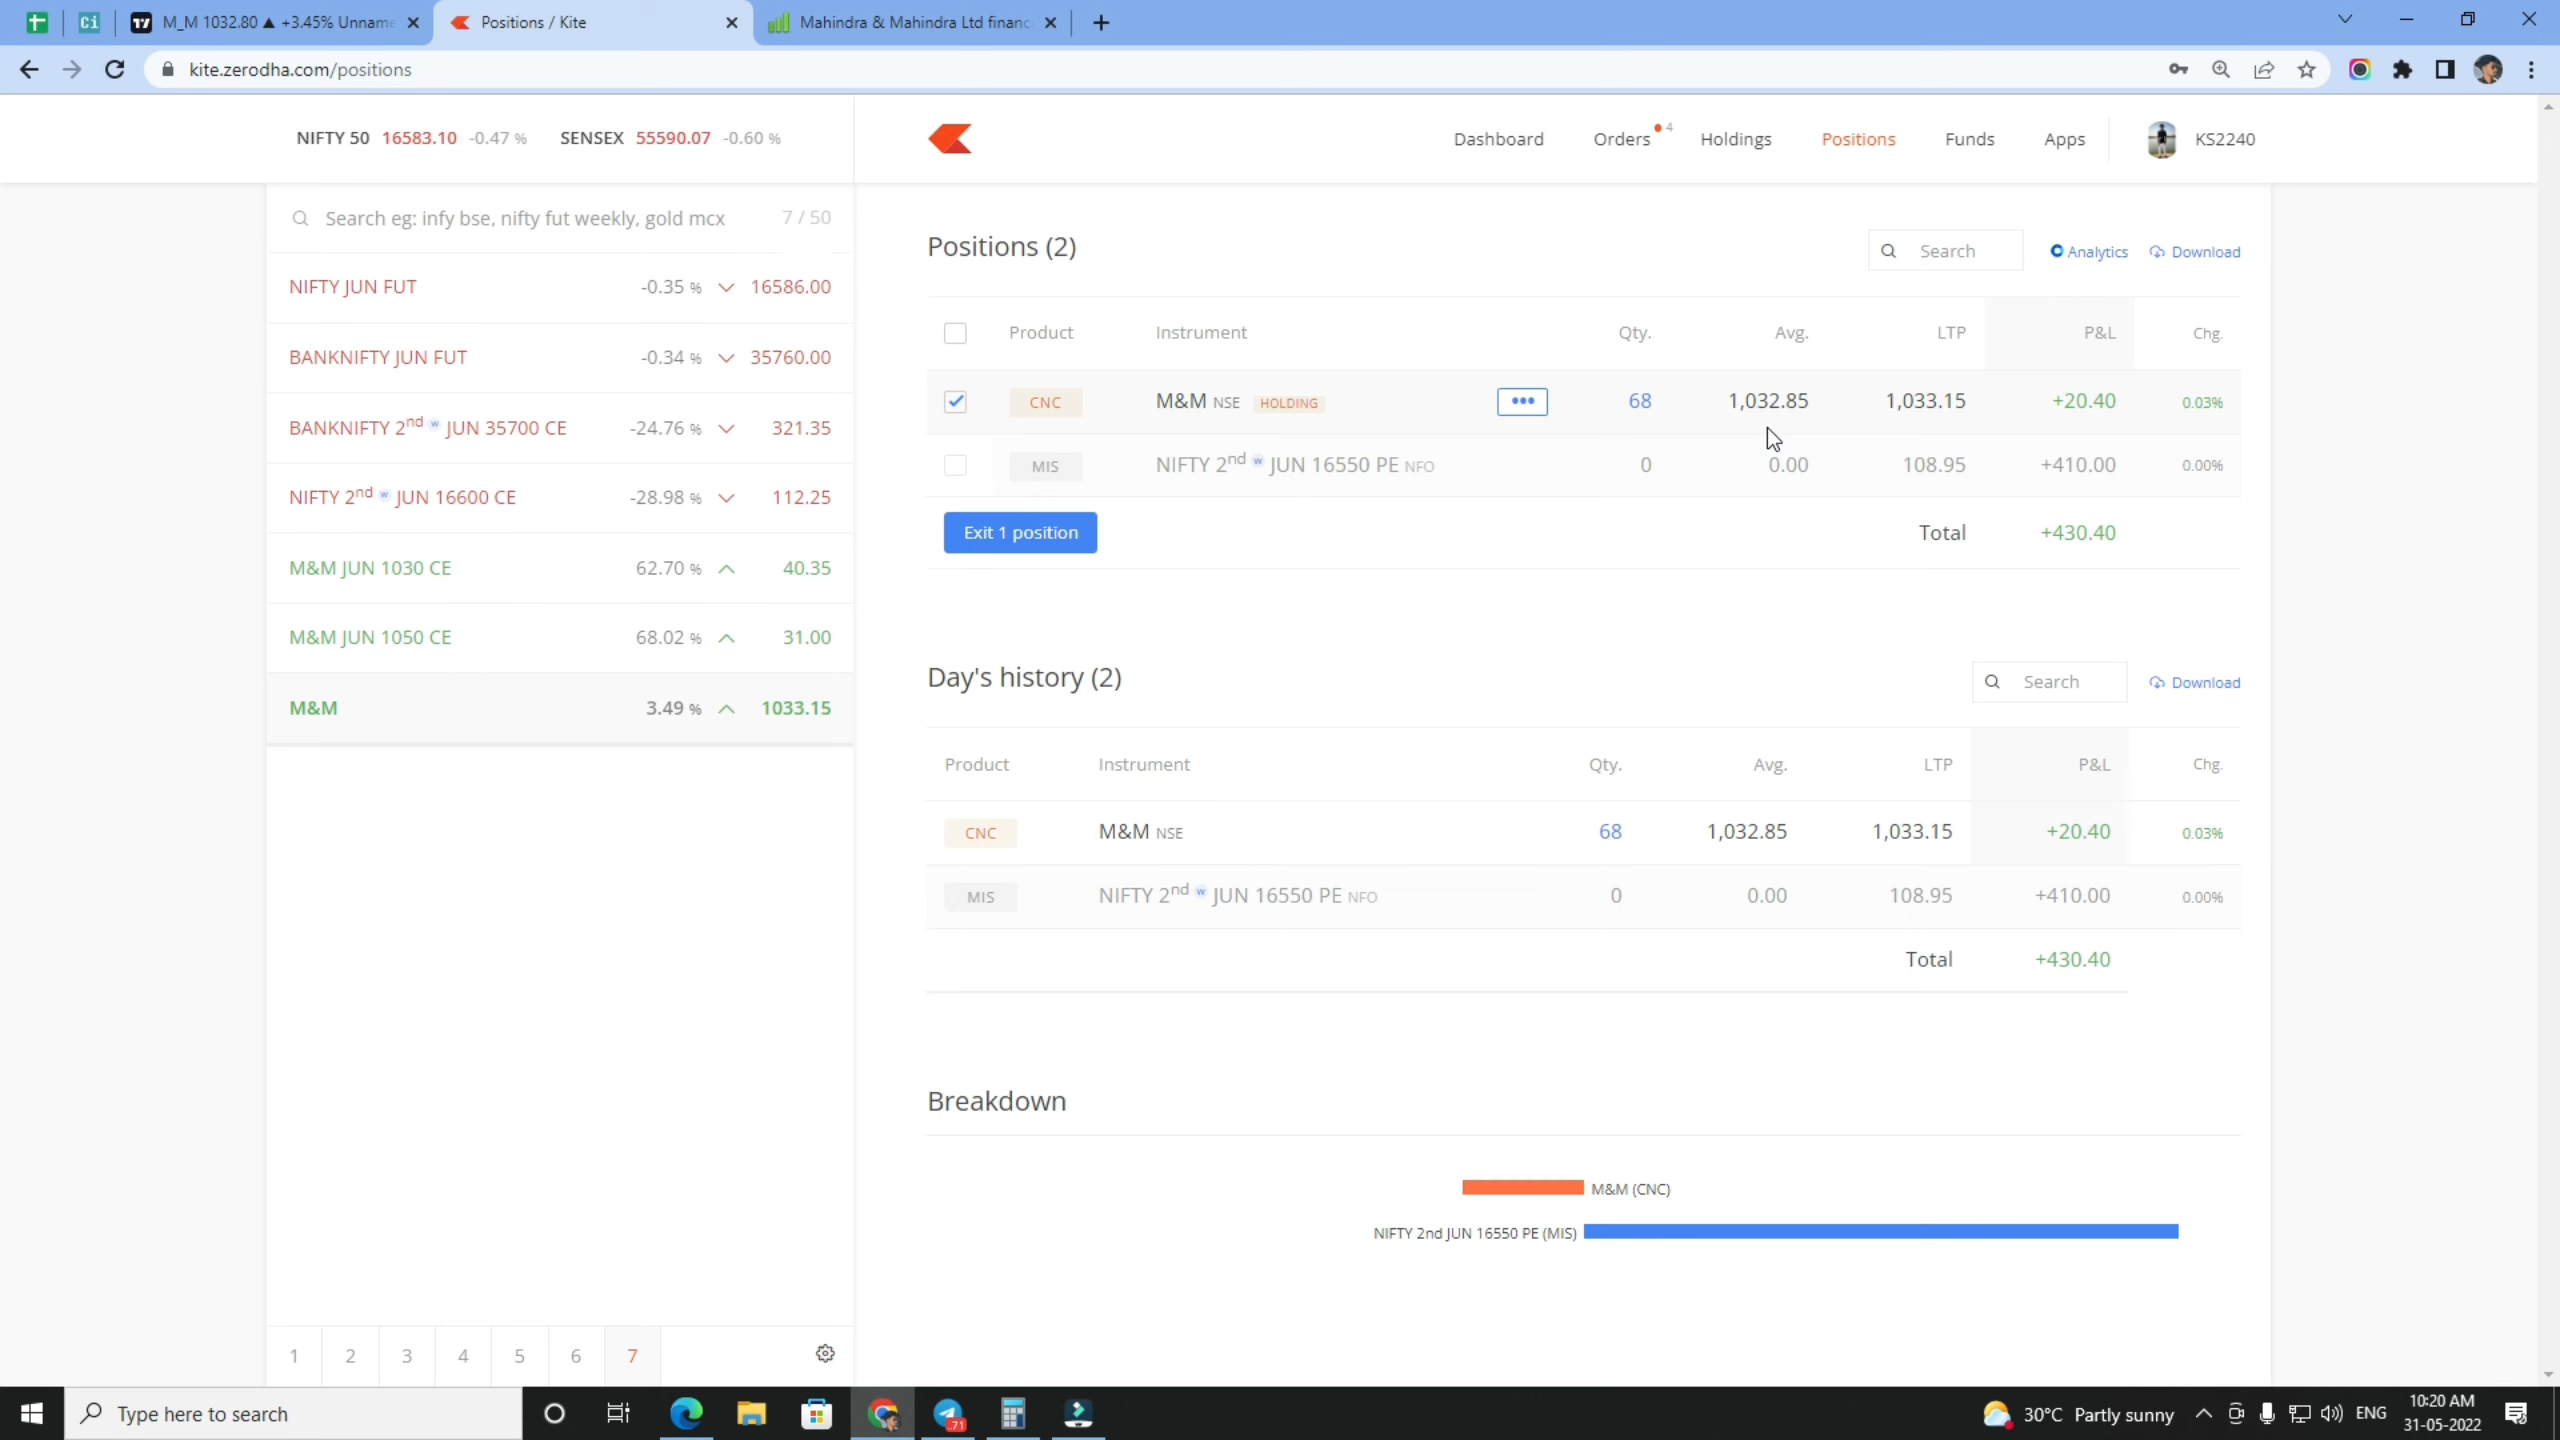 M_M 1032.80 ▲ +3.45% Unname
Positions / Kite
Mahindra & Mahindra Ltd financ
kite.zerodha.com/positions
NIFTY 50 16583.10 -0.47 % SENSEX 55590.07 -0.60 %
Dashboard Orders 4 Holdings Positions Funds Apps KS2240
Search eg: infy bse, nifty fut weekly, gold mcx 7 / 50
NIFTY JUN FUT -0.35 % 16586.00
BANKNIFTY JUN FUT -0.34 % 35760.00
BANKNIFTY 2nd w JUN 35700 CE -24.76 % 321.35
NIFTY 2nd w JUN 16600 CE -28.98 % 112.25
M&M JUN 1030 CE 62.70 % 40.35
M&M JUN 1050 CE 68.02 % 31.00
M&M 3.49 % 1033.15
1 2 3 4 5 6 7
Positions (2) Search Analytics Download
Product Instrument Qty. Avg. LTP P&L Chg.
CNC M&M NSE HOLDING 68 1,032.85 1,033.15 +20.40 0.03%
MIS NIFTY 2nd w JUN 16550 PE NFO 0 0.00 108.95 +410.00 0.00%
Exit 1 position Total +430.40
Day's history (2) Search Download
Product Instrument Qty. Avg. LTP P&L Chg.
CNC M&M NSE 68 1,032.85 1,033.15 +20.40 0.03%
MIS NIFTY 2nd w JUN 16550 PE NFO 0 0.00 108.95 +410.00 0.00%
Total +430.40
Breakdown
M&M (CNC)
NIFTY 2nd JUN 16550 PE (MIS)
Type here to search
71
30°C Partly sunny
ENG
10:20 AM
31-05-2022